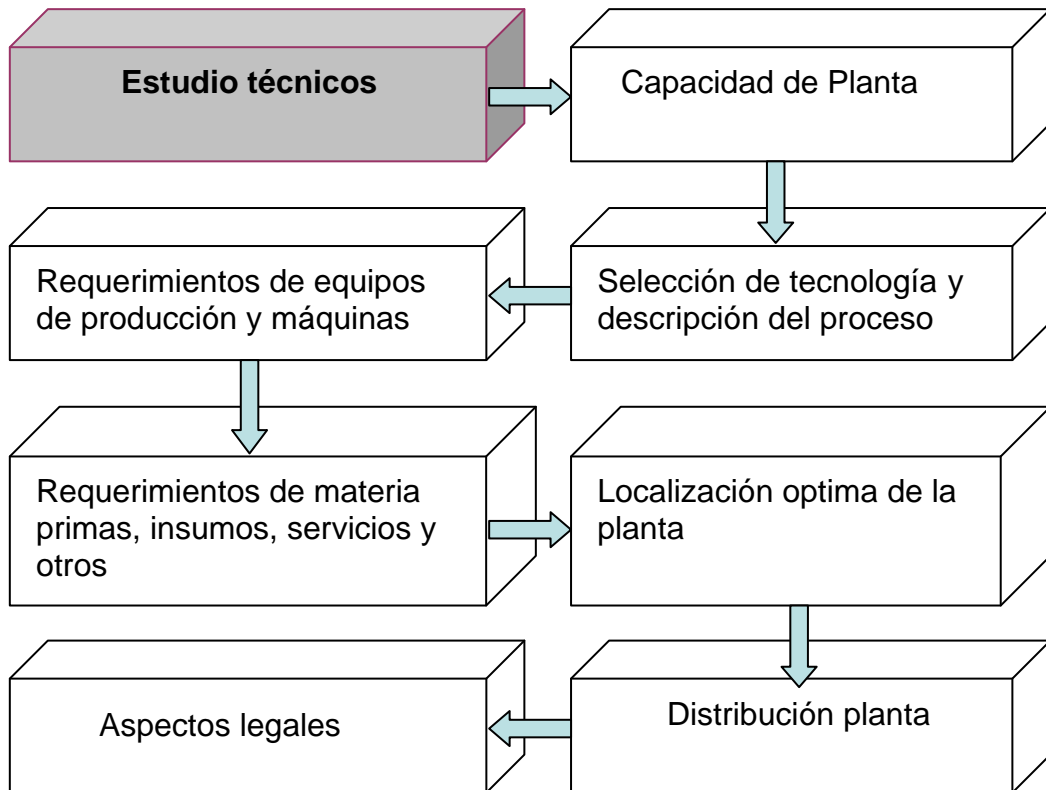 Estudio técnicos
Capacidad de Planta
Selección de tecnología y
descripción del proceso
Requerimientos de equipos
de producción y máquinas
Requerimientos de materia
primas, insumos, servicios y
otros
Localización optima de la
planta
Distribución planta
Aspectos legales